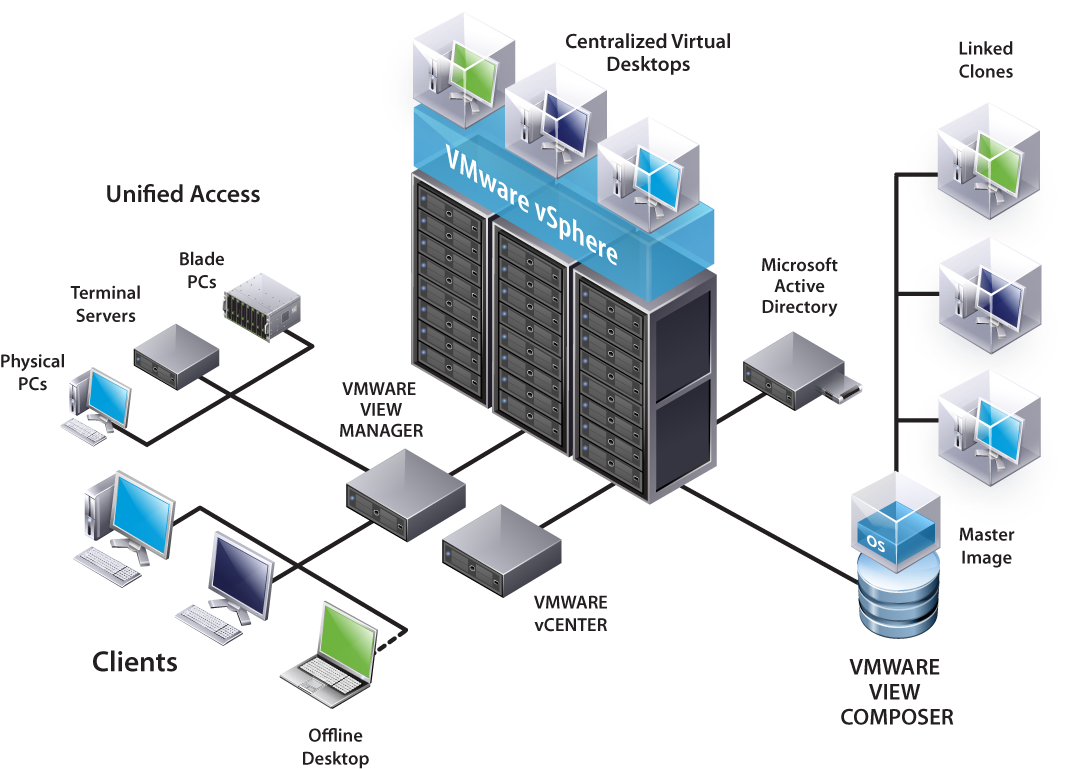 Centralized Virtual
Desktops
Linked
Clones
VMware vSphere
Unified Access
Blade
PCs
Terminal
Servers
Physical
PCs
Microsoft
Active
Directory
VMWARE
VIEW
MANAGER
OS
Master
Image
VMWARE
vCENTER
Clients
VMWARE
VIEW
COMPOSER
Offline
Desktop